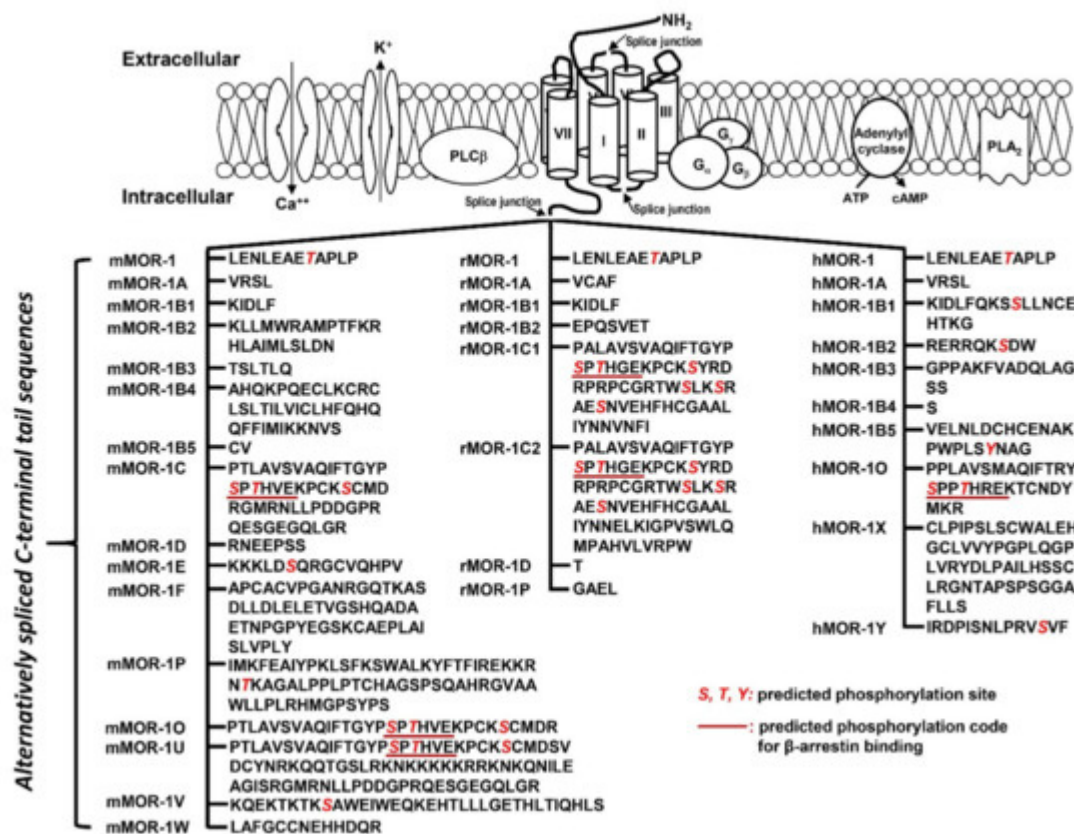 NH2
Splice junction
K+
Extracellular
VII
I
II
III
Gγ
Gα
Gβ
PLCβ
Adenylyl
cyclase
PLA2
Intracellular
Ca++
Splice junction
Splice junction
ATP
cAMP
Alternatively spliced C-terminal tail sequences
mMOR-1 LENLEAETAPLP
mMOR-1A VRSL
mMOR-1B1 KIDLF
mMOR-1B2 KLLMWRAMPTFKR
HLAIMLSLDN
mMOR-1B3 TSLTLQ
mMOR-1B4 AHQKPQECLKCRC
LSLTILVICLHFQHQ
QFFIMIKKNVS
mMOR-1B5 CV
mMOR-1C PTLAVSVAQIFTGYP
SPTHVEKPCKSCMD
RGMRNLLPDDGPR
QESGEGQLGR
mMOR-1D RNEEPSS
mMOR-1E KKKLDSQRGCVQHPV
mMOR-1F APCACVPGANRGQTKAS
DLLDLELETVGSHQADA
ETNPGPYEGSKCAEPLAI
SLVPLY
mMOR-1P IMKFEAIYPKLSFKSWALKYFTFIREKKR
NTKAGALPPLPTCHAGSPSQAHRGVAA
WLLPLRHMGPSYPS
mMOR-1O PTLAVSVAQIFTGYPSPTHVEKPCKSCMDR
mMOR-1U PTLAVSVAQIFTGYPSPTHVEKPCKSCMDSV
DCYNRKQQTGSLRKNKKKKKRRKNKQNILE
AGISRGMRNLLPDDGPRQESGEGQLGR
mMOR-1V KQEKTKTKSAWEIWEQKEHTLLLGETHLTIQHLS
mMOR-1W LAFGCCNEHHDQR
rMOR-1 LENLEAETAPLP
rMOR-1A VCAF
rMOR-1B1 KIDLF
rMOR-1B2 EPQSVET
rMOR-1C1 PALAVSVAQIFTGYP
SPTHGEKPCKSYRD
RPRPCGRTWSLKSR
AESNVEHFHCGAAL
IYNNVNFI
rMOR-1C2 PALAVSVAQIFTGYP
SPTHGEKPCKSYRD
RPRPCGRTWSLKSR
AESNVEHFHCGAAL
IYNNELKIGPVSWLQ
MPAHVLVRPW
rMOR-1D T
rMOR-1P GAEL
hMOR-1 LENLEAETAPLP
hMOR-1A VRSL
hMOR-1B1 KIDLFQKSSLLNCE
HTKG
hMOR-1B2 RERRQKSDW
hMOR-1B3 GPPAKFVADQLAG
SS
hMOR-1B4 S
hMOR-1B5 VELNLDCHCENAK
PWPLSYNAG
hMOR-1O PPLAVSMAQIFTRY
SPPTHREKTCNDY
MKR
hMOR-1X CLPIPSLSCWALEH
GCLVVYPGPLQGP
LVRYDLPAILHSSC
LRGNTAPSPSGGA
FLLS
hMOR-1Y IRDPISNLPRVSVF
S, T, Y: predicted phosphorylation site
: predicted phosphorylation code
for β-arrestin binding